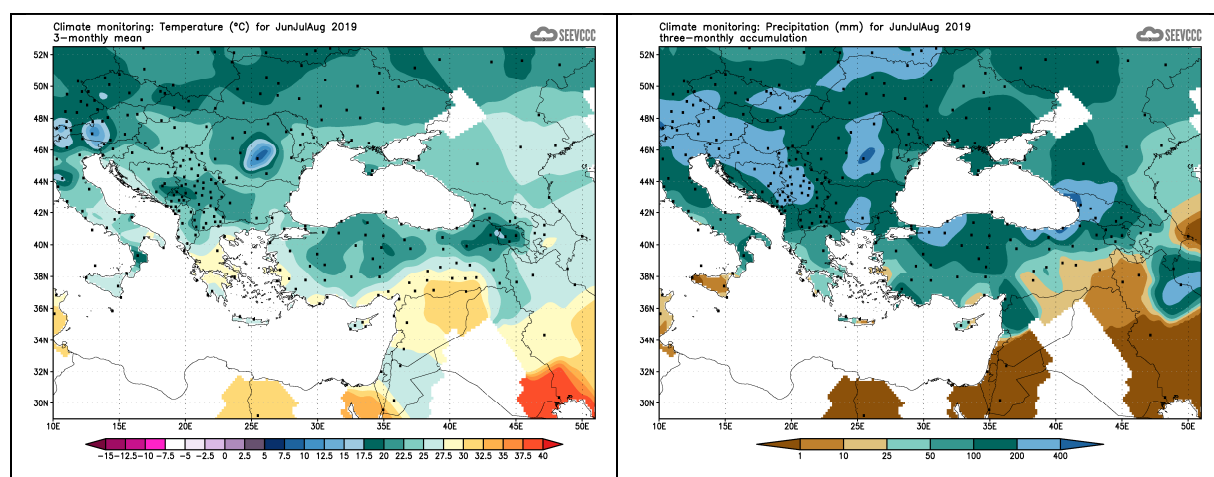 Climate monitoring: Temperature (°C) for JunJulAug 2019
3-monthly mean
SEEVCCC
52N
50N
48N
46N
44N
42N
40N
38N
36N
34N
32N
30N
10E 15E 20E 25E 30E 35E 40E 45E 50E
-15 -12.5 -10 -7.5 -5 -2.5 0 2.5 5 7.5 10 12.5 15 17.5 20 22.5 25 27.5 30 32.5 35 37.5 40
Climate monitoring: Precipitation (mm) for JunJulAug 2019
three-monthly accumulation
SEEVCCC
52N
50N
48N
46N
44N
42N
40N
38N
36N
34N
32N
30N
10E 15E 20E 25E 30E 35E 40E 45E 50E
1 10 25 50 100 200 400